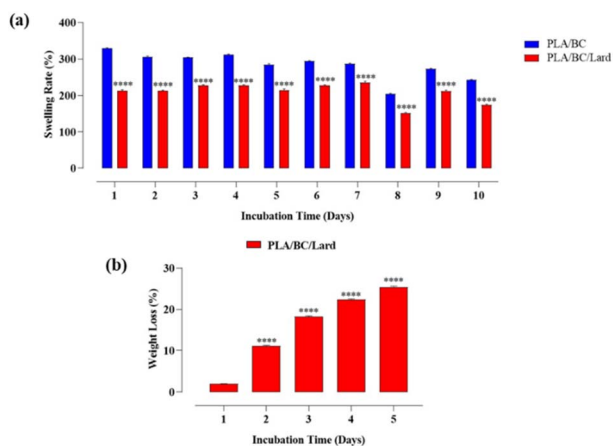 (a)
PLA/BC
PLA/BC/Lard
Swelling Rate (%)
400
300
200
100
0
**** **** **** **** **** **** **** **** **** ****
1 2 3 4 5 6 7 8 9 10
Incubation Time (Days)
PLA/BC/Lard
(b)
Weight Loss (%)
30
20
10
0
**** **** **** ****
1 2 3 4 5
Incubation Time (Days)